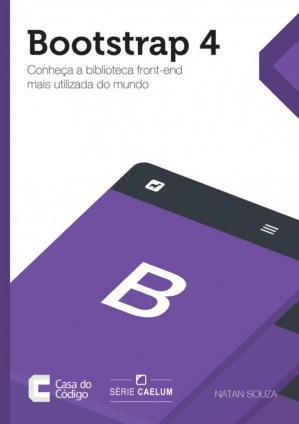 Bootstrap 4
Conheça a biblioteca front-end
mais utilizada do mundo
B
Casa do
Código
SÉRIE CAELUM
NATAN SOUZA